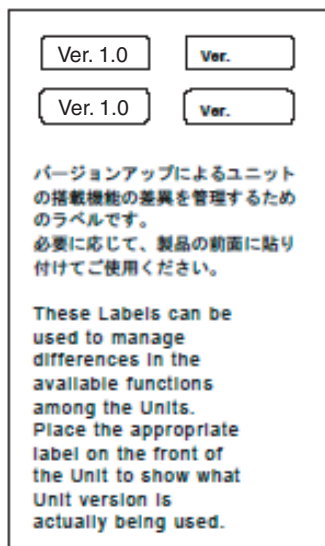 Ver. 1.0
Ver.
Ver. 1.0
Ver.
バージョンアップによるユニット
の搭載機能の差異を管理するため
のラベルです。
必要に応じて、製品の前面に貼り
付けてご使用ください。
These Labels can be
used to manage
differences in the
available functions
among the Units.
Place the appropriate
label on the front of
the Unit to show what
Unit version is
actually being used.